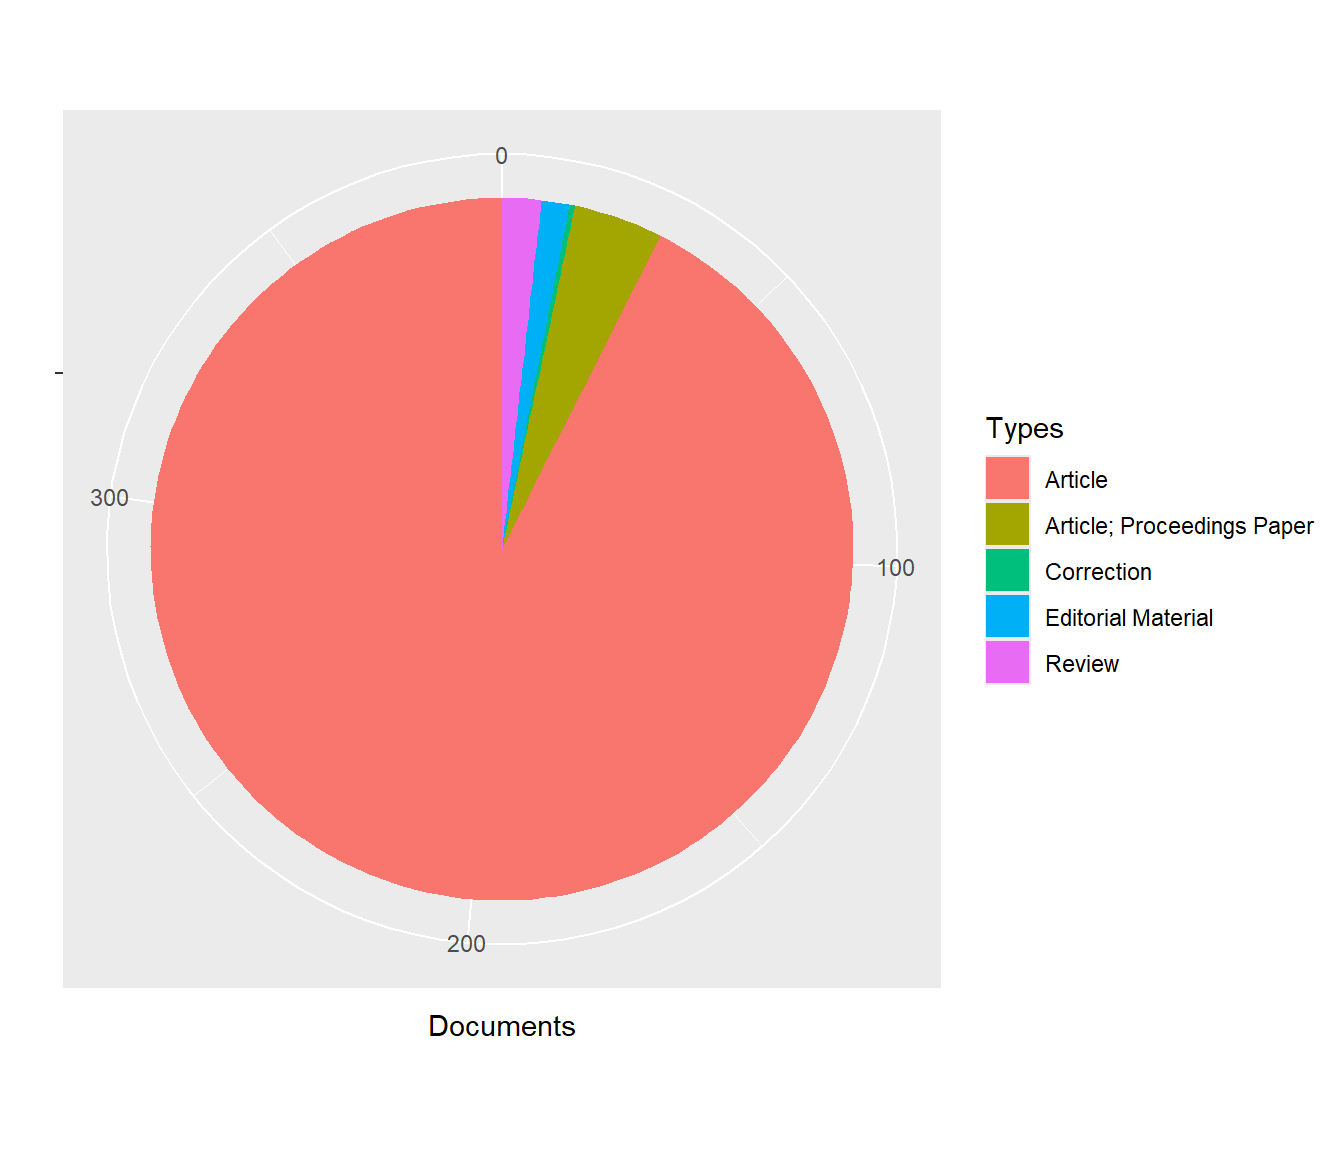 0
300
100
200
Documents
Types
Article
Article; Proceedings Paper
Correction
Editorial Material
Review